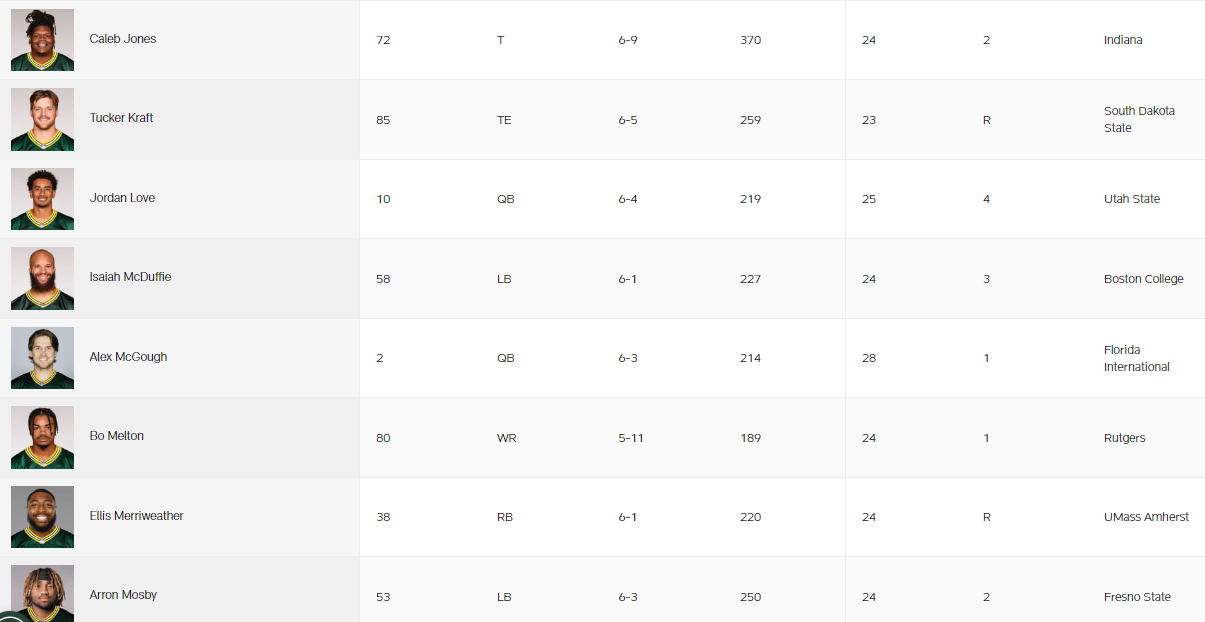 Caleb Jones 72 T 6-9 370 24 2 Indiana
Tucker Kraft 85 TE 6-5 259 23 R South Dakota
State
Jordan Love 10 QB 6-4 219 25 4 Utah State
Isaiah McDuffie 58 LB 6-1 227 24 3 Boston College
Alex McGough 2 QB 6-3 214 28 1 Florida
International
Bo Melton 80 WR 5-11 189 24 1 Rutgers
Ellis Merriweather 38 RB 6-1 220 24 R UMass Amherst
Arron Mosby 53 LB 6-3 250 24 2 Fresno State